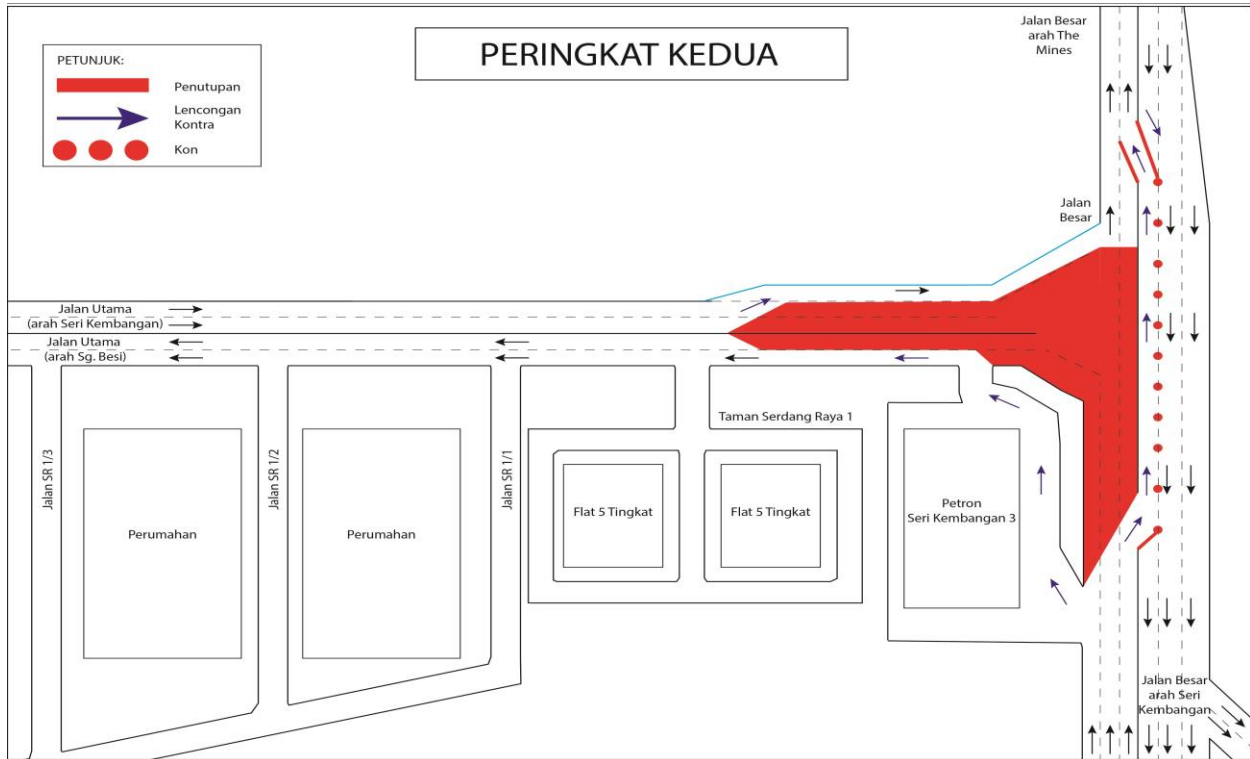 PERINGKAT KEDUA
PETUNJUK:
Penutupan
Lencongan
Kontra
Kon
Jalan Besar
arah The
Mines
Jalan
Besar
Jalan Utama
(arah Seri Kembangan)
Jalan Utama
(arah Sg. Besi)
Taman Serdang Raya 1
Jalan SR 1/3
Perumahan
Jalan SR 1/2
Perumahan
Jalan SR 1/1
Flat 5 Tingkat
Flat 5 Tingkat
Petron
Seri Kembangan 3
Jalan Besar
arah Seri
Kembangan